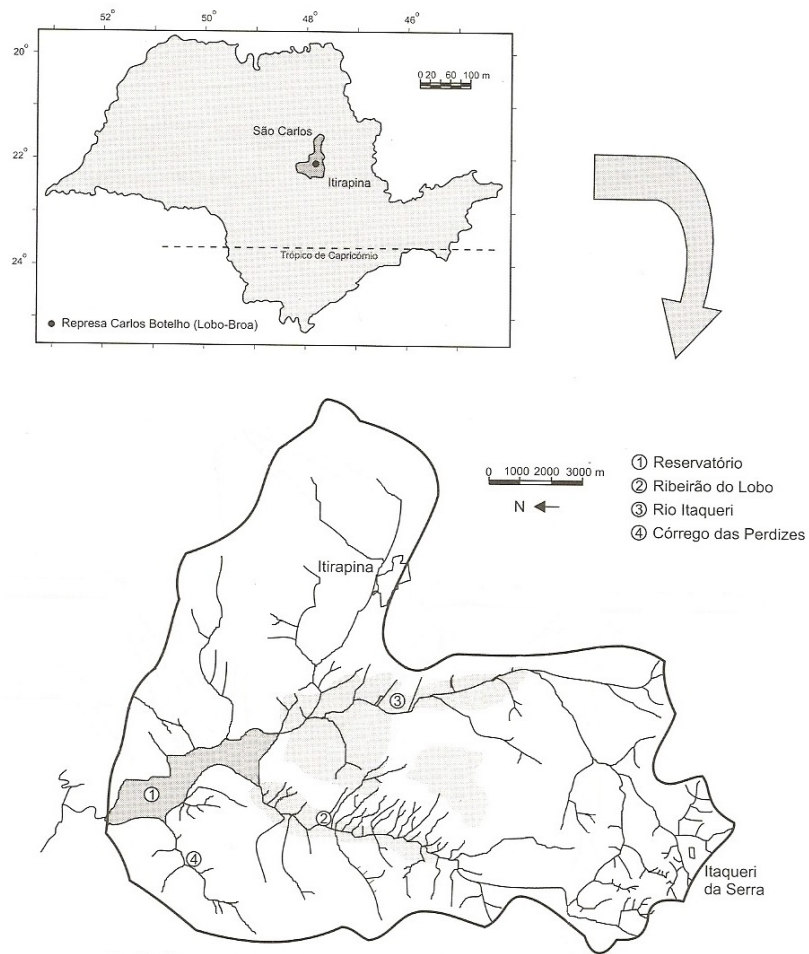 52° 50° 48° 46°
20°
22°
24°
0 20 60 100 m
São Carlos
Itirapina
Trópico de Capricórnio
Represa Carlos Botelho (Lobo-Broa)
0 1000 2000 3000 m
N
① Reservatório
② Ribeirão do Lobo
③ Rio Itaqueri
④ Córrego das Perdizes
Itirapina
③
①
②
④
Itaqueri
da Serra